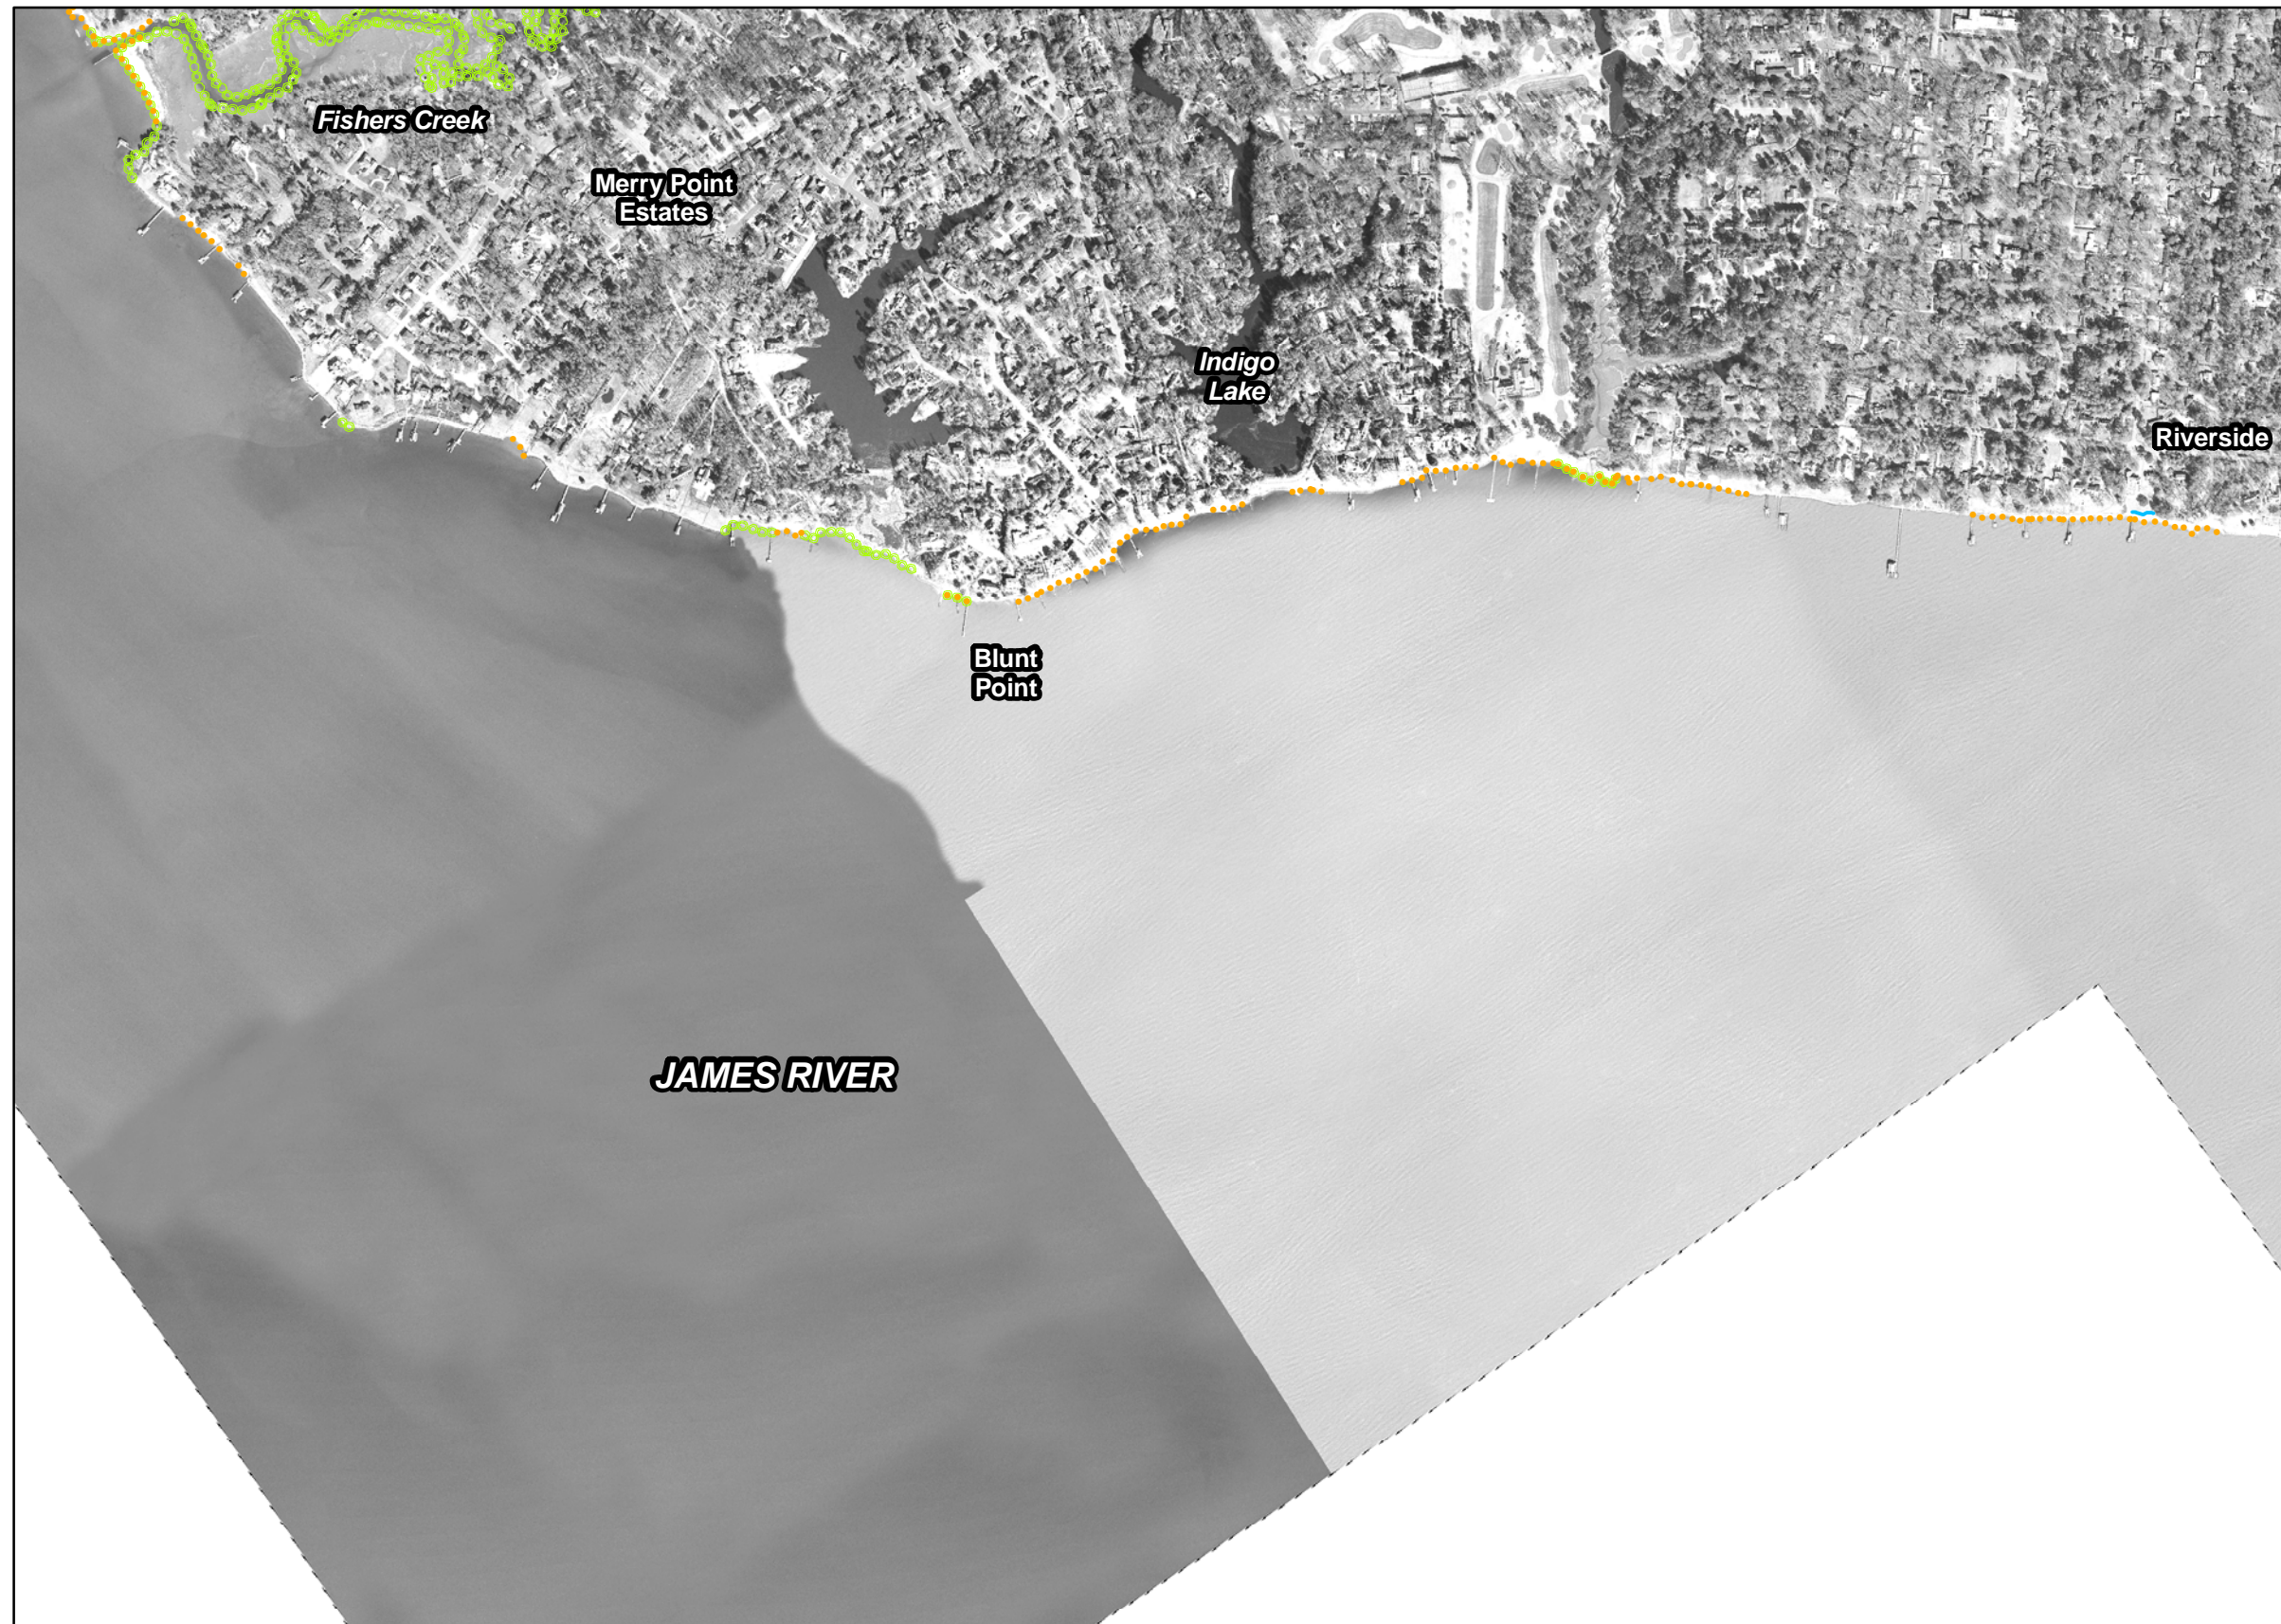 Fishers Creek
Merry Point
Estates
Indigo
Lake
Riverside
Blunt
Point
JAMES RIVER